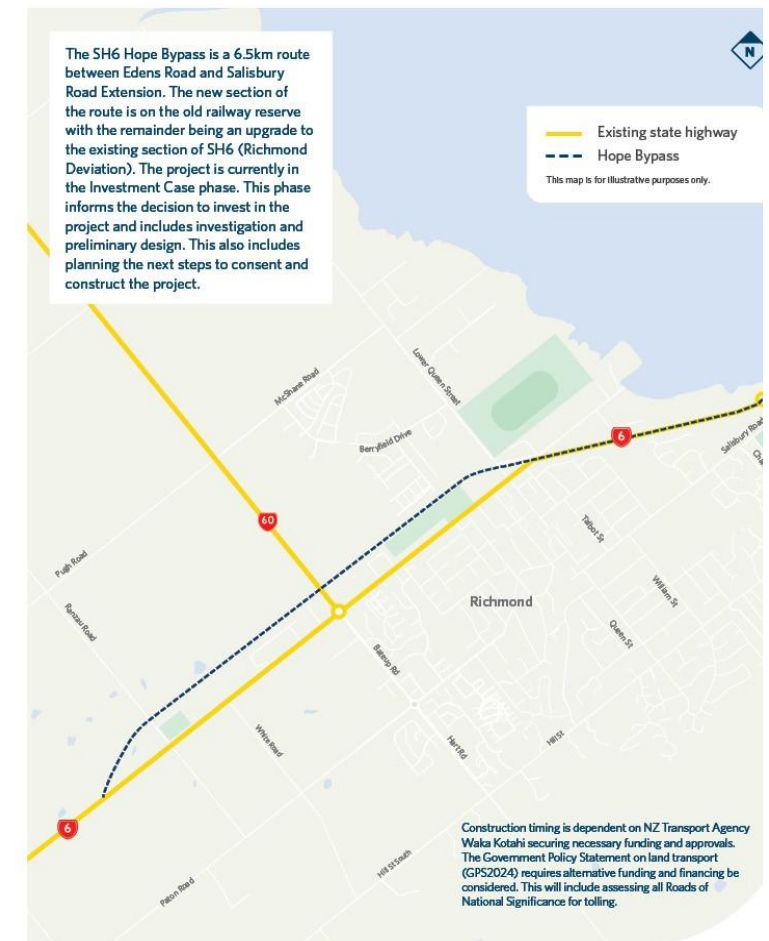 The SH6 Hope Bypass is a 6.5km route
between Edens Road and Salisbury
Road Extension. The new section
of the route is on the old railway reserve
with the remainder being an upgrade to
the existing section of SH6 (Richmond
Deviation). The project is currently in
the Investment Case phase. This phase
informs the decision to invest in the
project and includes investigation and
preliminary design. This also includes
planning the next steps to consent and
construct the project.
N
Existing state highway
Hope Bypass
This map is for illustrative purposes only.
McShane Road
Lower Queen Street
Berryfield Drive
6
Salisbury Road
Cha
60
Talbot St
Pugh Road
William St
Ranzau Road
Richmond
Queen St
Bateup Rd
White Road
Hart Rd
Hill St
6
Hill St South
Paton Road
Construction timing is dependent on NZ Transport Agency
Waka Kotahi securing necessary funding and approvals.
The Government Policy Statement on land transport
(GPS2024) requires alternative funding and financing be
considered. This will include assessing all Roads of
National Significance for tolling.